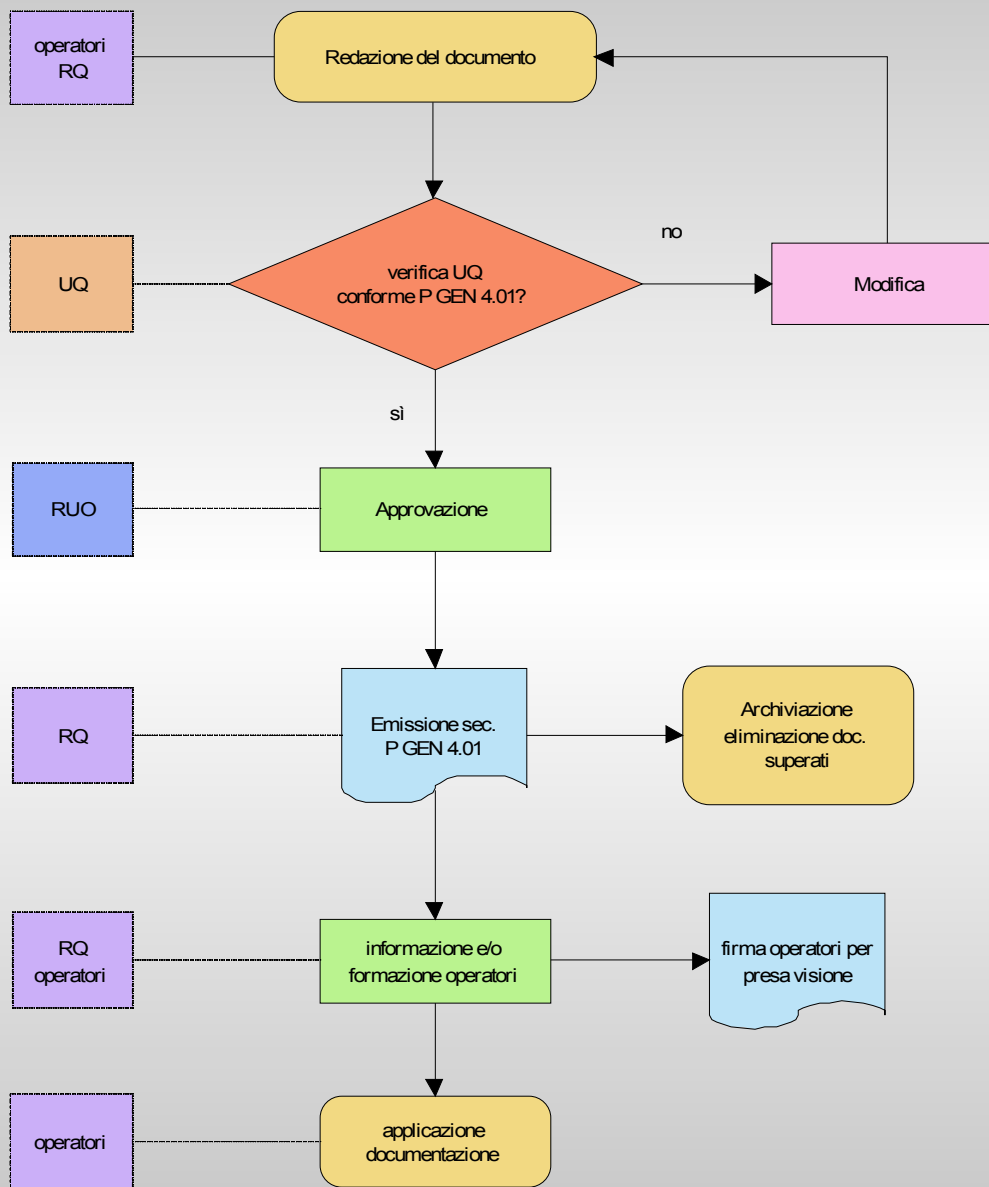 operatori
RQ
Redazione del documento
UQ
verifica UQ
conforme P GEN 4.01?
no
Modifica
sì
RUO
Approvazione
RQ
Emissione sec.
P GEN 4.01
Archiviazione
eliminazione doc.
superati
RQ
operatori
informazione e/o
formazione operatori
firma operatori per
presa visione
operatori
applicazione
documentazione